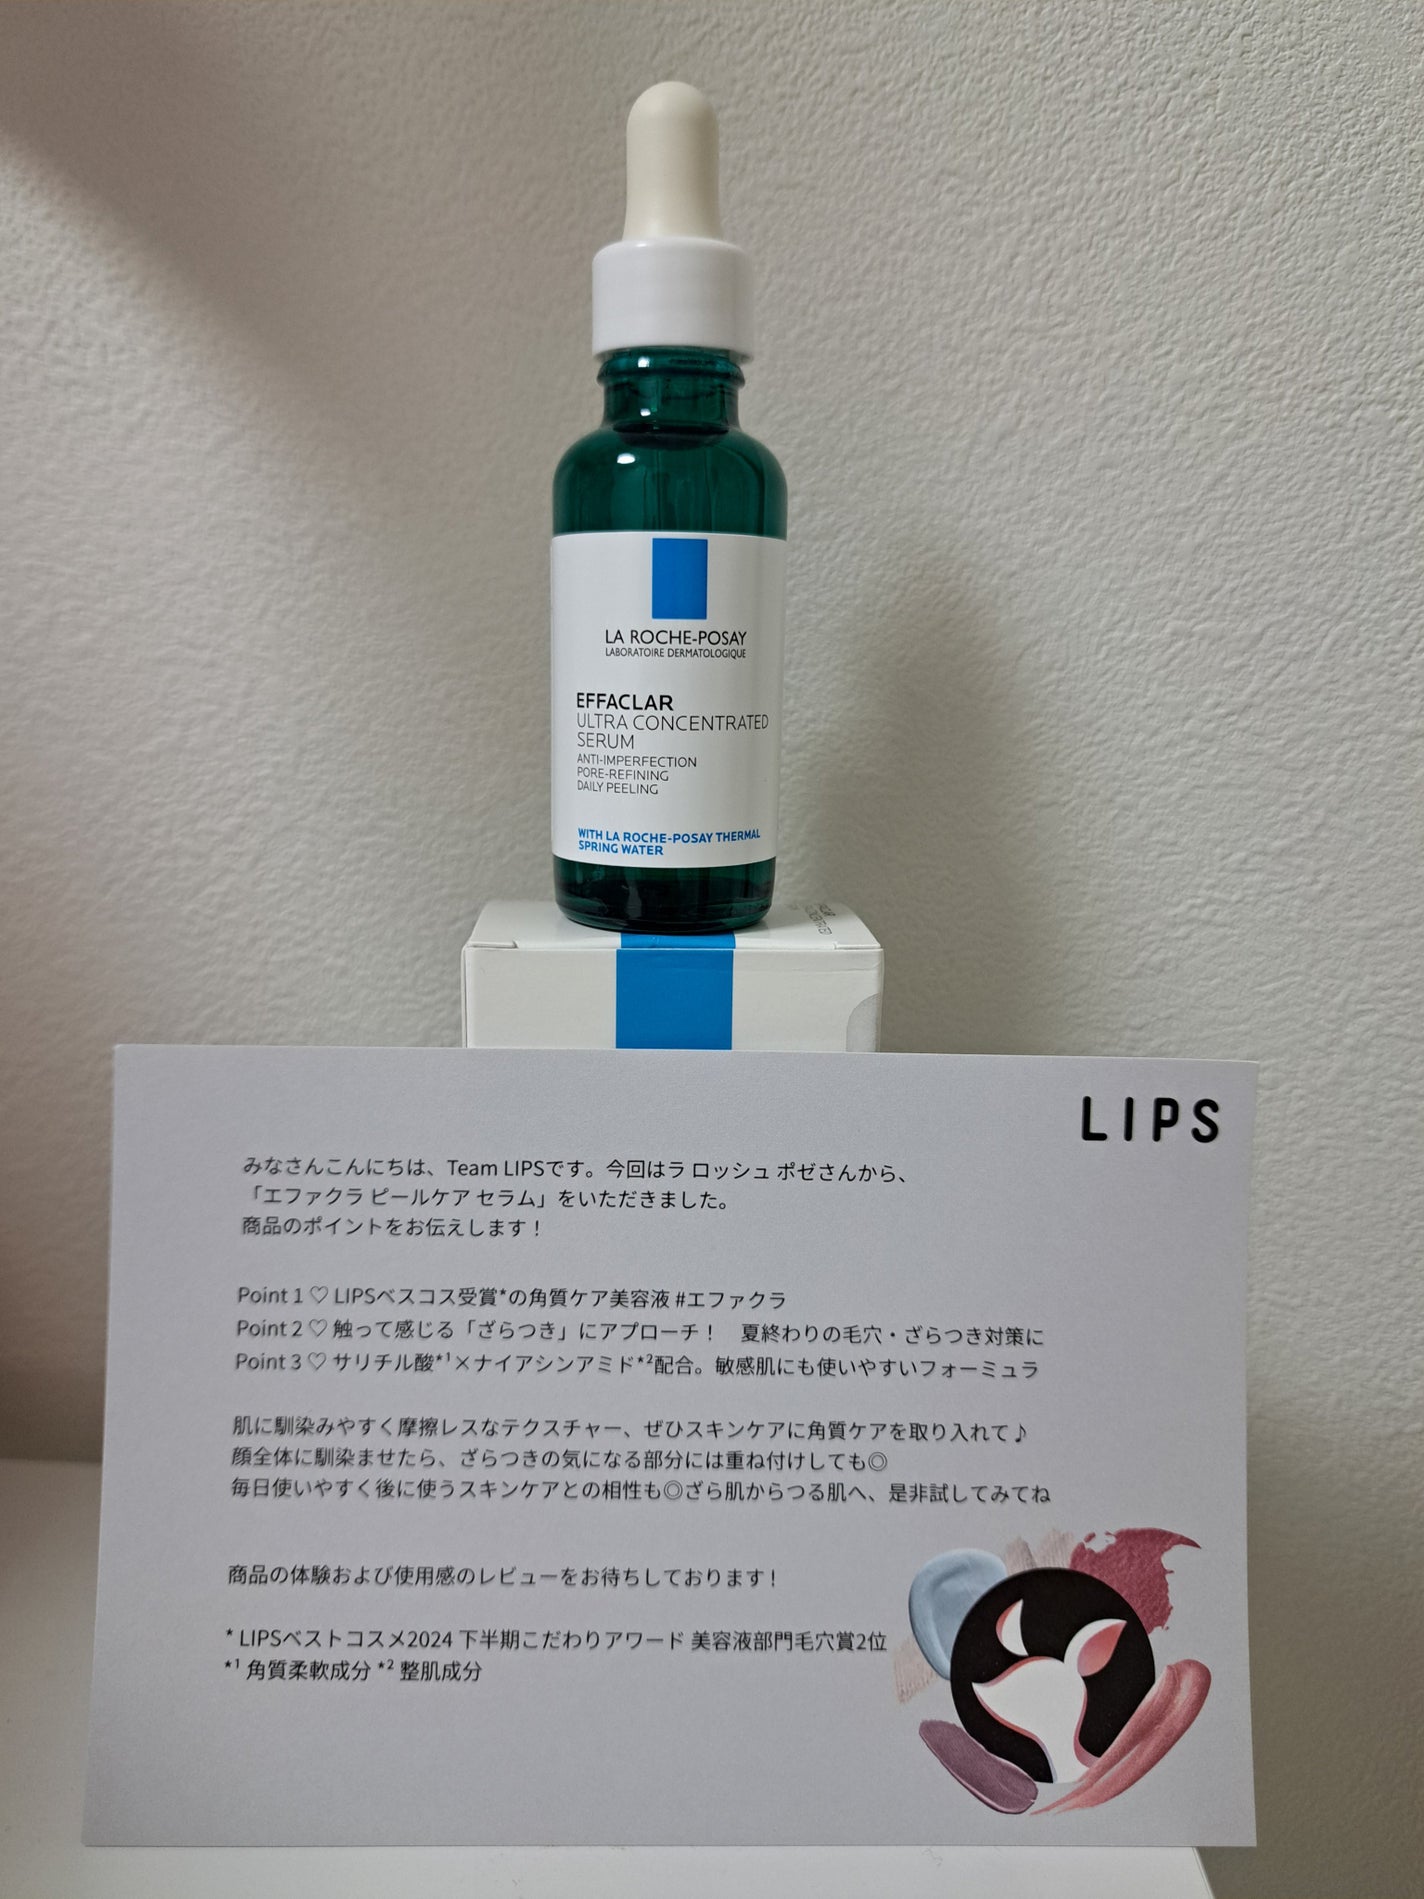 LA ROCHE-POSAY
LABORATOIRE DERMATOLOGIQUE
EFFACLAR
ULTRA CONCENTRATED
SERUM
ANTI-IMPERFECTION
PORE-REFINING
DAILY PEELING
WITH LA ROCHE-POSAY THERMAL
SPRING WATER
LIPS
みなさんこんにちは、Team LIPSです。今回はラ ロッシュ ポゼさんから、
「エファクラ ピールケア セラム」をいただきました。
商品のポイントをお伝えします！
Point 1 ♡ LIPSベスコス受賞*の角質ケア美容液 #エファクラ
Point 2 ♡ 触って感じる「ざらつき」にアプローチ！　夏終わりの毛穴・ざらつき対策に
Point 3 ♡ サリチル酸*¹×ナイアシンアミド*²配合。敏感肌にも使いやすいフォーミュラ
肌に馴染みやすく摩擦レスなテクスチャー、ぜひスキンケアに角質ケアを取り入れて♪
顔全体に馴染ませたら、ざらつきの気になる部分には重ね付けしても◎
毎日使いやすく後に使うスキンケアとの相性も◎ざら肌からつる肌へ、是非試してみてね
商品の体験および使用感のレビューをお待ちしております！
* LIPSベストコスメ2024 下半期こだわりアワード 美容液部門毛穴賞2位
*¹ 角質柔軟成分 *² 整肌成分